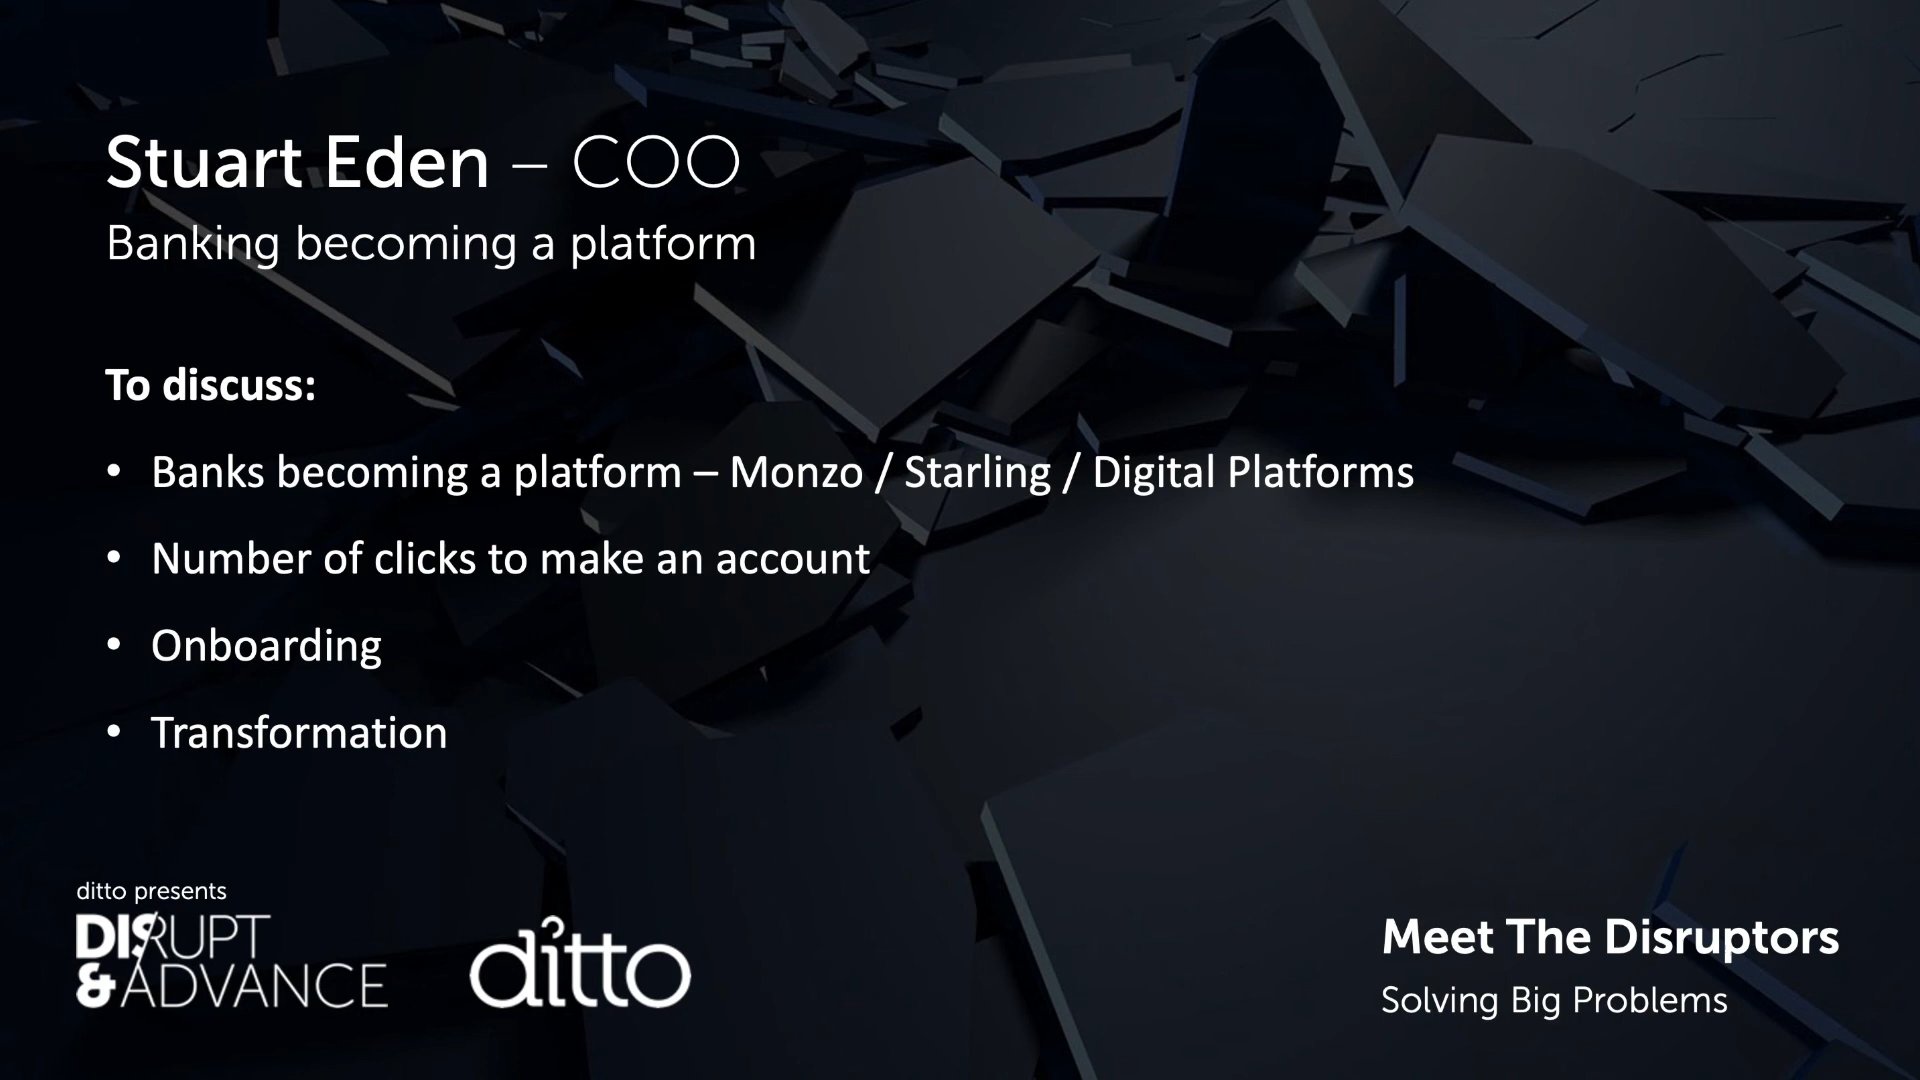 Stuart Eden – COO
Banking becoming a platform
To discuss:
• Banks becoming a platform – Monzo / Starling / Digital Platforms
• Number of clicks to make an account
• Onboarding
• Transformation
ditto presents
DISRUPT
&ADVANCE
ditto
Meet The Disruptors
Solving Big Problems